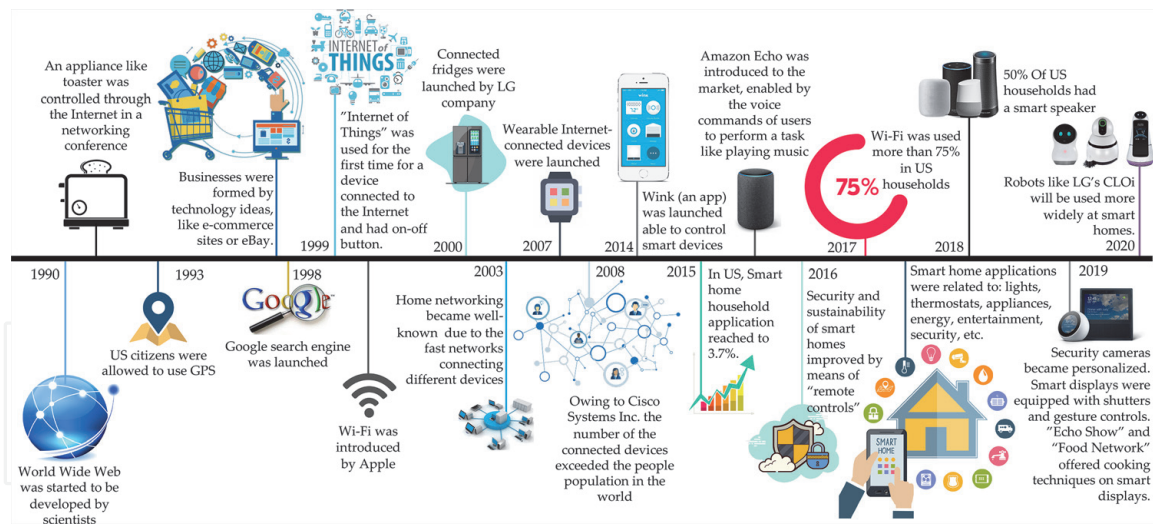 An appliance like
toaster was
controlled through
the Internet in a
networking
conference
Businesses were
formed by
technology ideas,
like e-commerce
sites or eBay.
INTERNET of
THINGS
"Internet of
Things" was
used for the
first time for a
device
connected to
the Internet
and had on-off
button.
1999
Connected
fridges were
launched by LG
company
2000
Wearable Internet-
connected devices
were launched
2007
wink
2014
Wink (an app)
was launched
able to control
smart devices
Amazon Echo was
introduced to the
market, enabled by
the voice
commands of users
to perform a task
like playing music
75%
Wi-Fi was used
more than 75%
in US
households
2017
50% Of US
households had
a smart speaker
2018
Robots like LG's CLOi
will be used more
widely at smart
homes.
2020
1990
World Wide Web
was started to be
developed by
scientists
1993
US citizens were
allowed to use GPS
1998
Google
Google search engine
was launched
Wi-Fi was
introduced
by Apple
2003
Home networking
became well-
known due to the
fast networks
connecting
different devices
2008
Owing to Cisco
Systems Inc. the
number of the
connected devices
exceeded the people
population in the
world
2015
In US, Smart
home
household
application
reached to
3.7%.
2016
Security and
sustainability
of smart
homes
improved by
means of
"remote
controls"
Smart home applications
were related to: lights,
thermostats, appliances,
energy, entertainment,
security, etc.
SMART
HOME
2019
Security cameras
became personalized.
Smart displays were
equipped with shutters
and gesture controls.
"Echo Show" and
"Food Network"
offered cooking
techniques on smart
displays.